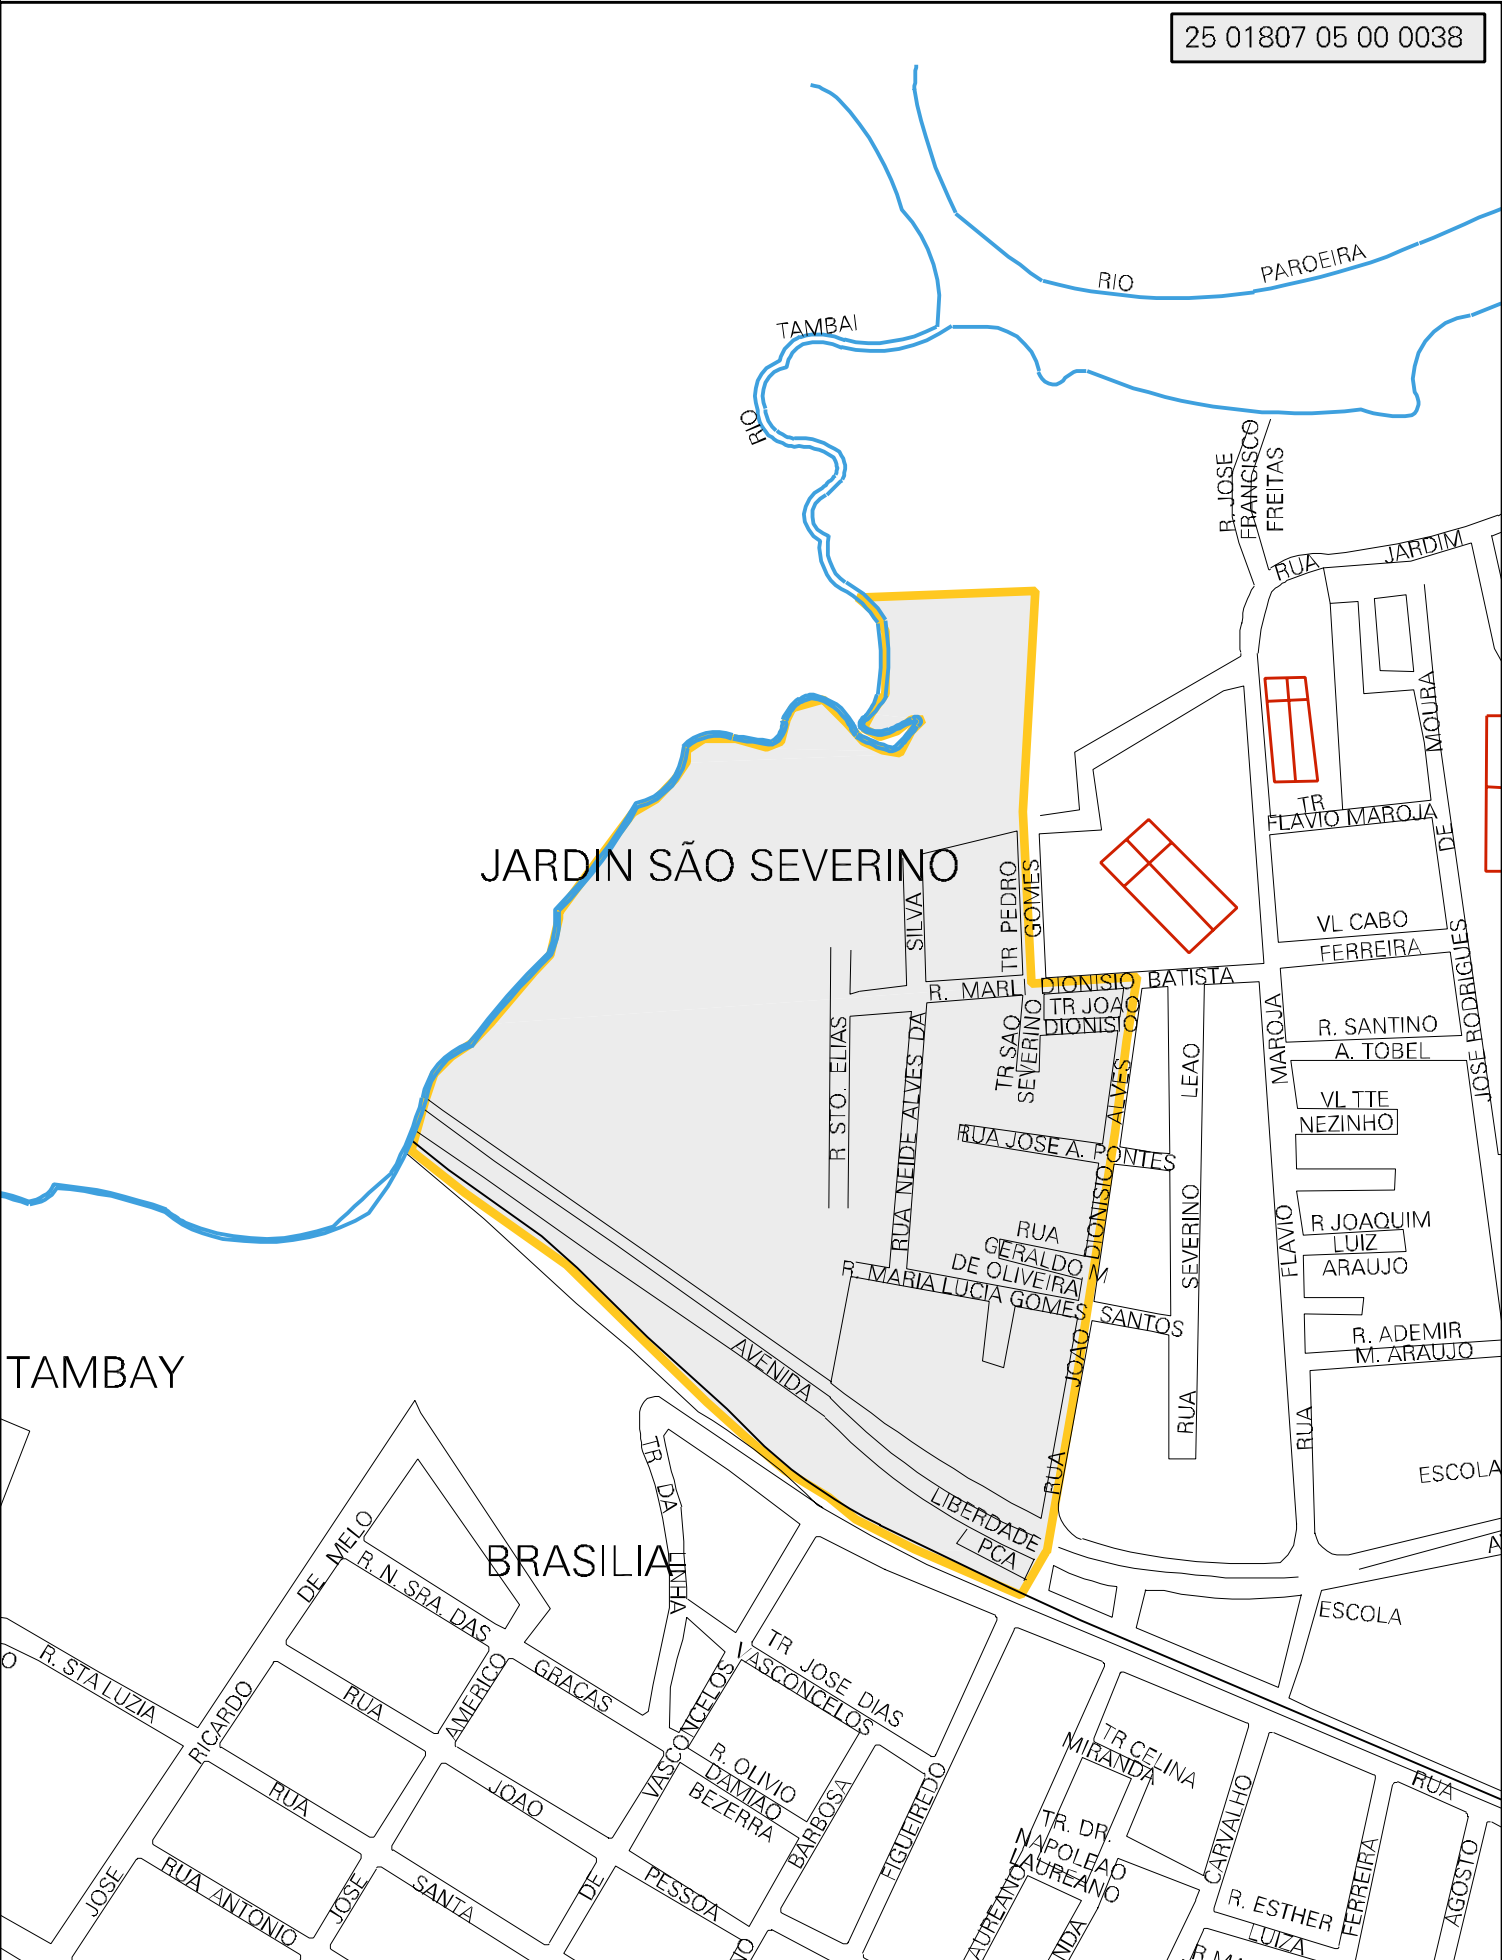 25 01807 05 00 0038
RIO PAROEIRA
RIO TAMBAI
R. JOSE
FRANCISCO
FREITAS
RUA JARDIM
JARDIN SÃO SEVERINO
SILVA
TR PEDRO
GOMES
TR
FLAVIO MAROJA
MOURA
DE
JOSE RODRIGUES
VL CABO
FERREIRA
R. MARLI DIONISIO BATISTA
TR JOAO
DIONISIO
TR SAO
SEVERINO
R STO. ELIAS
RUA NEIDE ALVES DA
ALVES
LEAO
MAROJA
R. SANTINO
A. TOBEL
VL TTE
NEZINHO
RUA JOSE A. PONTES
DIONISIO
SEVERINO
FLAVIO
R JOAQUIM
LUIZ
ARAUJO
RUA
GERALDO M
DE OLIVEIRA
R. MARIA LUCIA GOMES SANTOS
JOAO
R. ADEMIR
M. ARAUJO
TAMBAY
AVENIDA
LIBERDADE
RUA
RUA
RUA
PCA
ESCOLA
ESCOLA
BRASILIA
TR DA LINHA
DE MELO
R. N. SRA. DAS
GRACAS
R. STA LUZIA
RICARDO
JOSE
RUA
AMERICO
JOSE
VASCONCELOS
DE
TR JOSE DIAS
VASCONCELOS
R. OLIVIO
DAMIAO
BEZERRA
RUA
JOAO
PESSOA
BARBOSA
FIGUEIREDO
TR CELINA
MIRANDA
TR. DR.
NAPOLEAO
LAUREANO
CARVALHO
RUA
RUA ANTONIO
SANTA
R. ESTHER
LUIZA
FERREIRA
AGOSTO